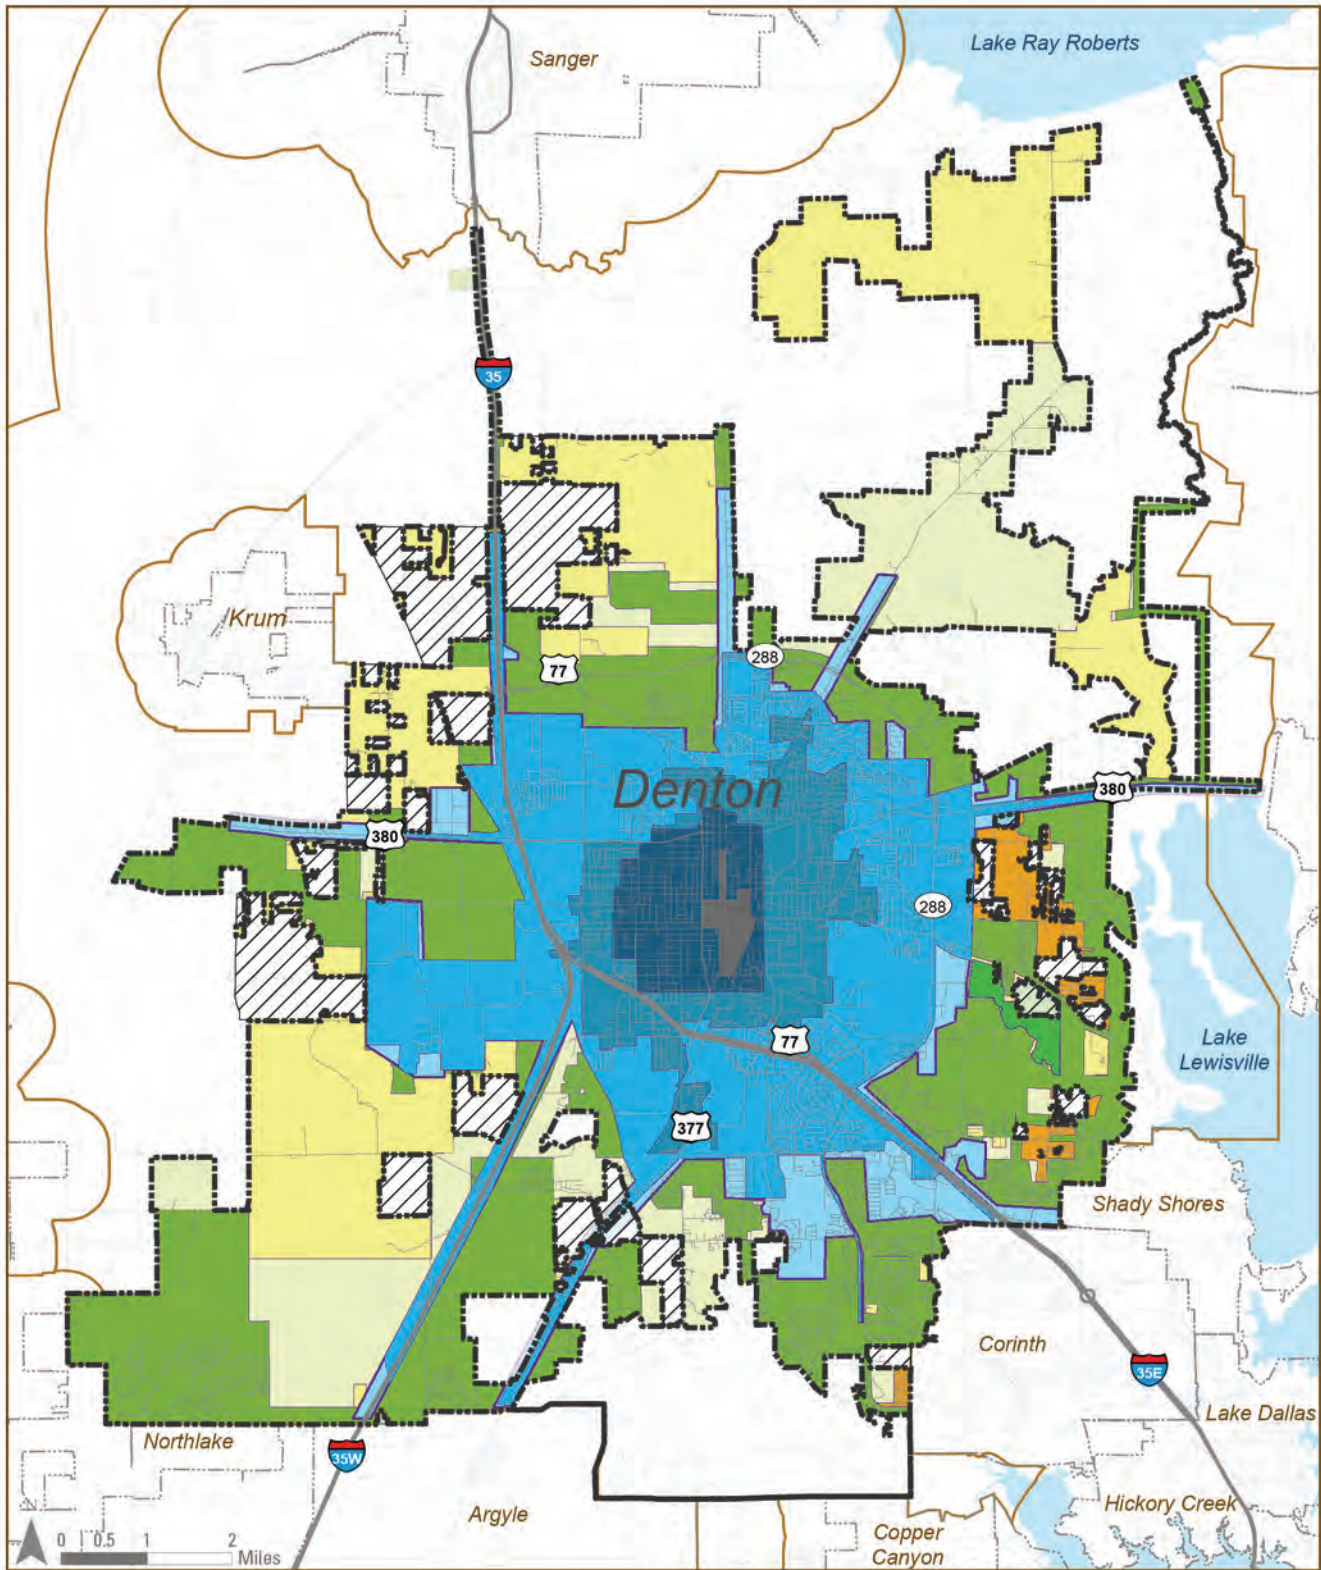 Lake Ray Roberts
Sanger
35
Krum
77
288
Denton
380
380
288
77
Lake
Lewisville
377
Shady Shores
Corinth
35E
Lake Dallas
Northlake
35W
Hickory Creek
Argyle
Copper
Canyon
N
0 0.5 1 2
Miles